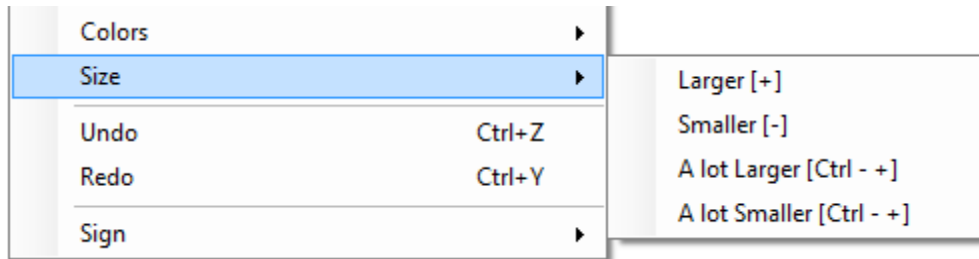 Colors
Size
Undo Ctrl+Z
Redo Ctrl+Y
Sign
Larger [+]
Smaller [-]
A lot Larger [Ctrl - +]
A lot Smaller [Ctrl - +]